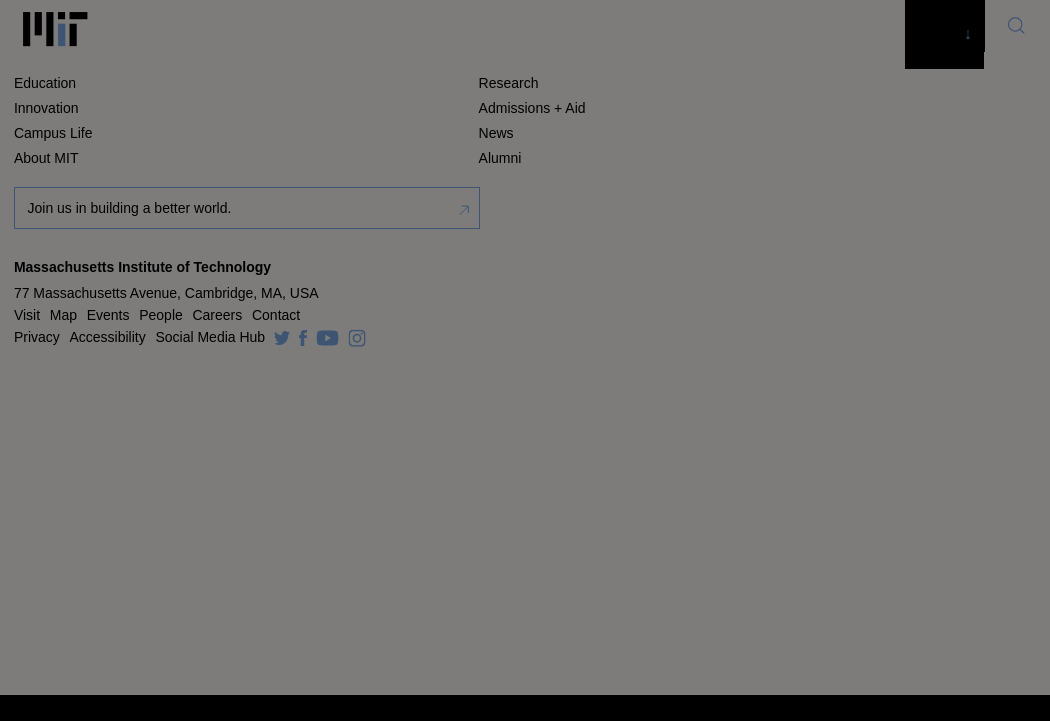 MIT
↓
Education
Research
Innovation
Admissions + Aid
Campus Life
News
About MIT
Alumni
Join us in building a better world.
Massachusetts Institute of Technology
77 Massachusetts Avenue, Cambridge, MA, USA
Visit Map Events People Careers Contact
Privacy Accessibility Social Media Hub